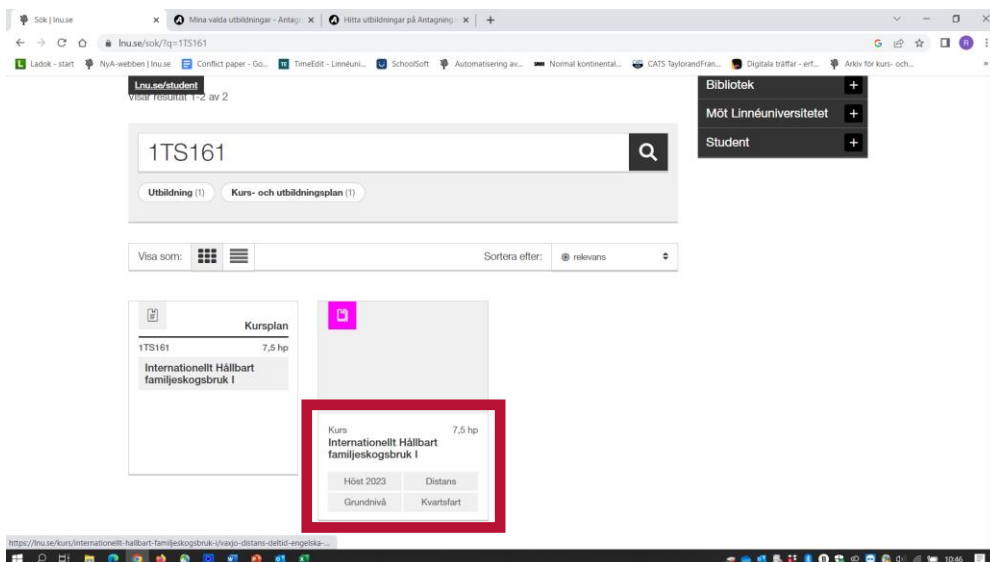 Sök | lnu.se
Mina valda utbildningar - Antagn
Hitta utbildningar på Antagning.
lnu.se/sok/?q=1TS161
Ladok - start
NyA-webben | lnu.se
Conflict paper - Go...
TimeEdit - Linnéuni...
SchoolSoft
Automatisering av...
Normal kontinental...
CATS TaylorandFran...
Digitala träffar - erf...
Arkiv för kurs- och...
Lnu.se/student
Visar resultat 1-2 av 2
Bibliotek
Möt Linnéuniversitetet
Student
1TS161
Utbildning (1)
Kurs- och utbildningsplan (1)
Visa som:
Sortera efter:
relevans
Kursplan
1TS161 7,5 hp
Internationellt Hållbart
familjeskogsbruk I
Kurs 7,5 hp
Internationellt Hållbart
familjeskogsbruk I
Höst 2023 Distans
Grundnivå Kvartsfart
https://lnu.se/kurs/internationellt-hallbart-familjeskogsbruk-i/vaxjo-distans-deltid-engelska-...
10:46